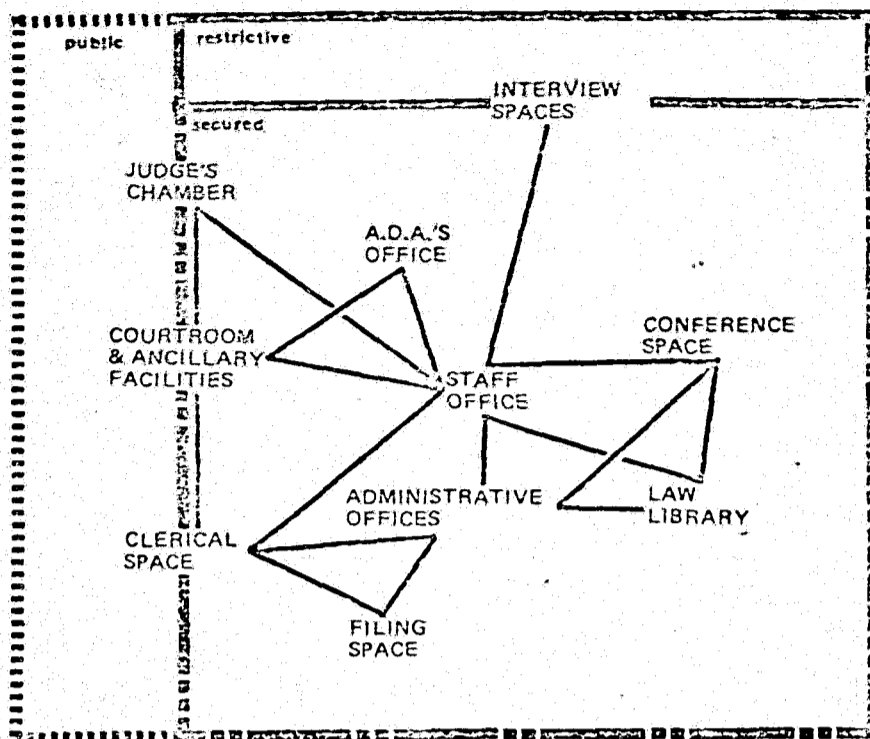 public
restrictive
INTERVIEW
SPACES
secured
JUDGE'S
CHAMBER
A.D.A.'S
OFFICE
COURTROOM
& ANCILLARY
FACILITIES
CONFERENCE
SPACE
STAFF
OFFICE
ADMINISTRATIVE
OFFICES
LAW
LIBRARY
CLERICAL
SPACE
FILING
SPACE